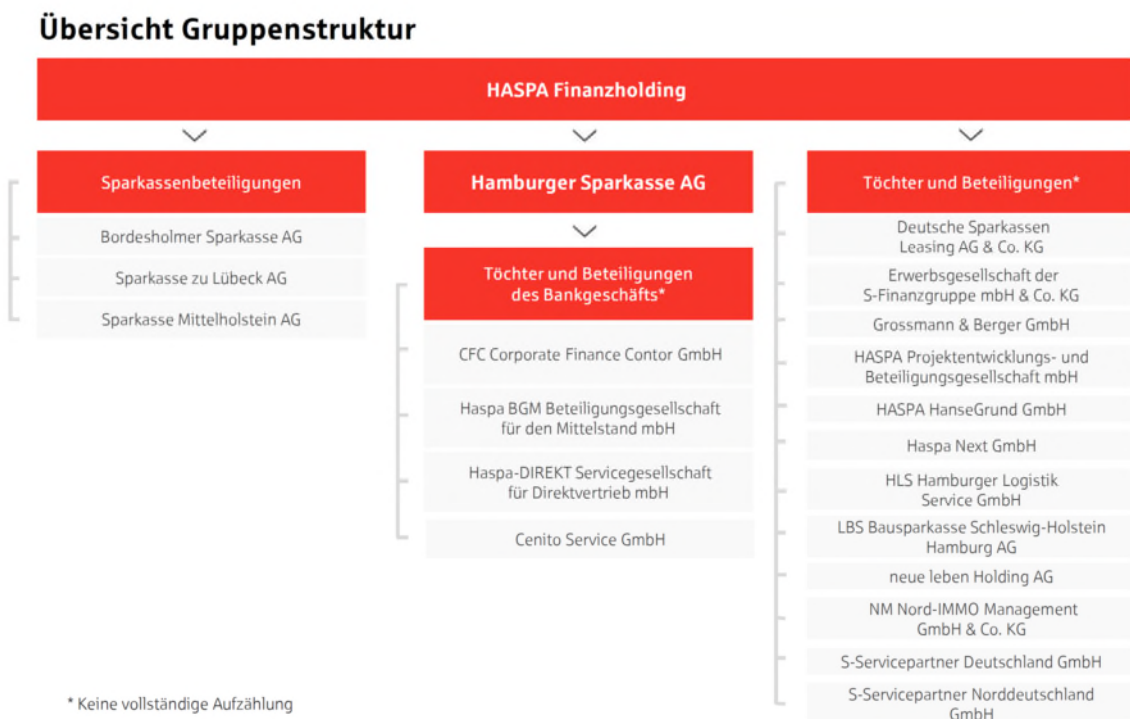 Übersicht Gruppenstruktur
HASPA Finanzholding
Sparkassenbeteiligungen
Bordesholmer Sparkasse AG
Sparkasse zu Lübeck AG
Sparkasse Mittelholstein AG
Hamburger Sparkasse AG
Töchter und Beteiligungen
des Bankgeschäfts*
CFC Corporate Finance Contor GmbH
Haspa BGM Beteiligungsgesellschaft
für den Mittelstand mbH
Haspa-DIREKT Servicegesellschaft
für Direktvertrieb mbH
Cenito Service GmbH
Töchter und Beteiligungen*
Deutsche Sparkassen
Leasing AG & Co. KG
Erwerbsgesellschaft der
S-Finanzgruppe mbH & Co. KG
Grossmann & Berger GmbH
HASPA Projektentwicklungs- und
Beteiligungsgesellschaft mbH
HASPA HanseGrund GmbH
Haspa Next GmbH
HLS Hamburger Logistik
Service GmbH
LBS Bausparkasse Schleswig-Holstein
Hamburg AG
neue leben Holding AG
NM Nord-IMMO Management
GmbH & Co. KG
S-Servicepartner Deutschland GmbH
S-Servicepartner Norddeutschland
GmbH
* Keine vollständige Aufzählung